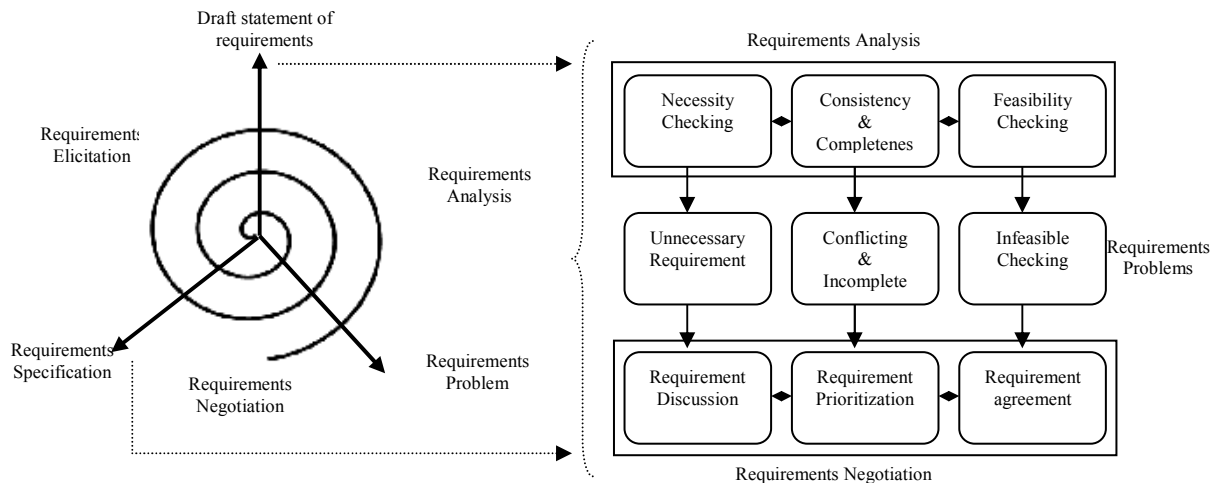 Draft statement of
requirements
Requirements
Elicitation
Requirements
Analysis
Requirements
Specification
Requirements
Negotiation
Requirements
Problem
Requirements Analysis
Necessity
Checking
Consistency
&
Completenes
Feasibility
Checking
Unnecessary
Requirement
Conflicting
&
Incomplete
Infeasible
Checking
Requirements
Problems
Requirement
Discussion
Requirement
Prioritization
Requirement
agreement
Requirements Negotiation